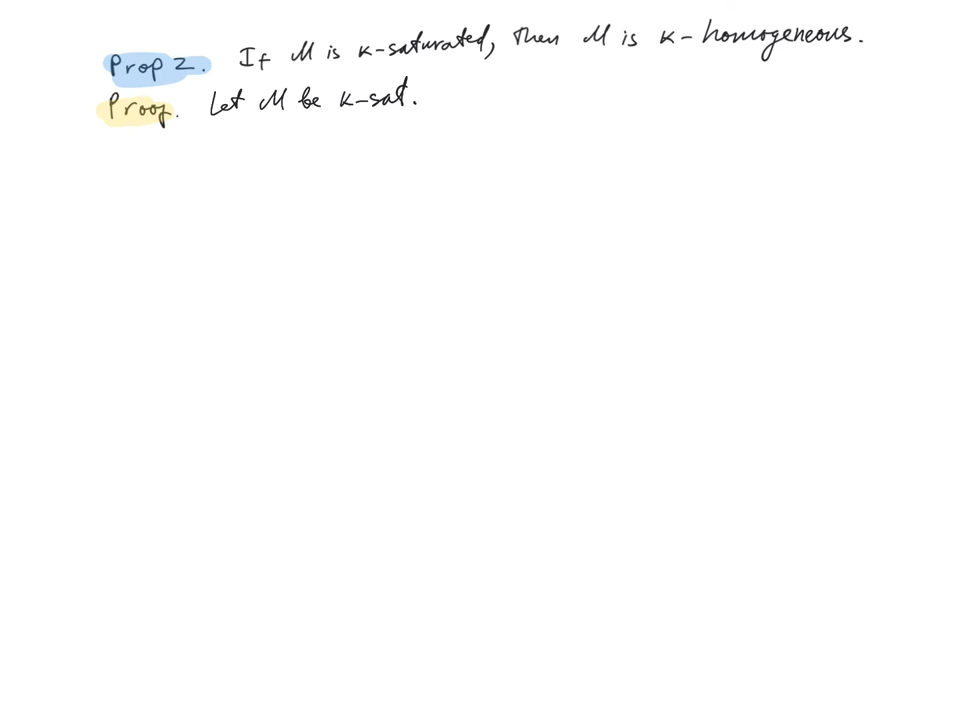 Prop 2. If M is κ-saturated, then M is κ-homogeneous.
Proof. Let M be κ-sat.